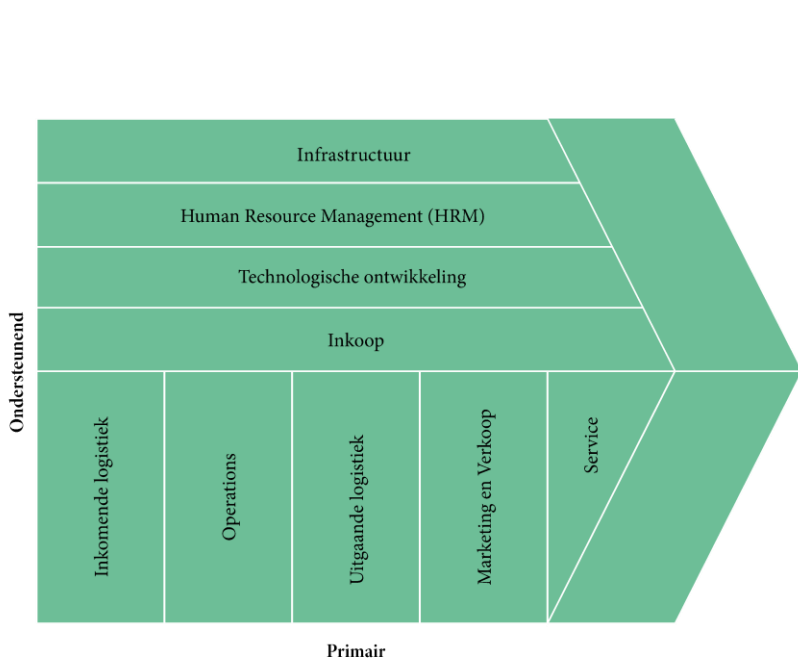 Infrastructuur
Human Resource Management (HRM)
Technologische ontwikkeling
Inkoop
Ondersteunend
Inkomende logistiek
Operations
Uitgaande logistiek
Marketing en Verkoop
Service
Primair